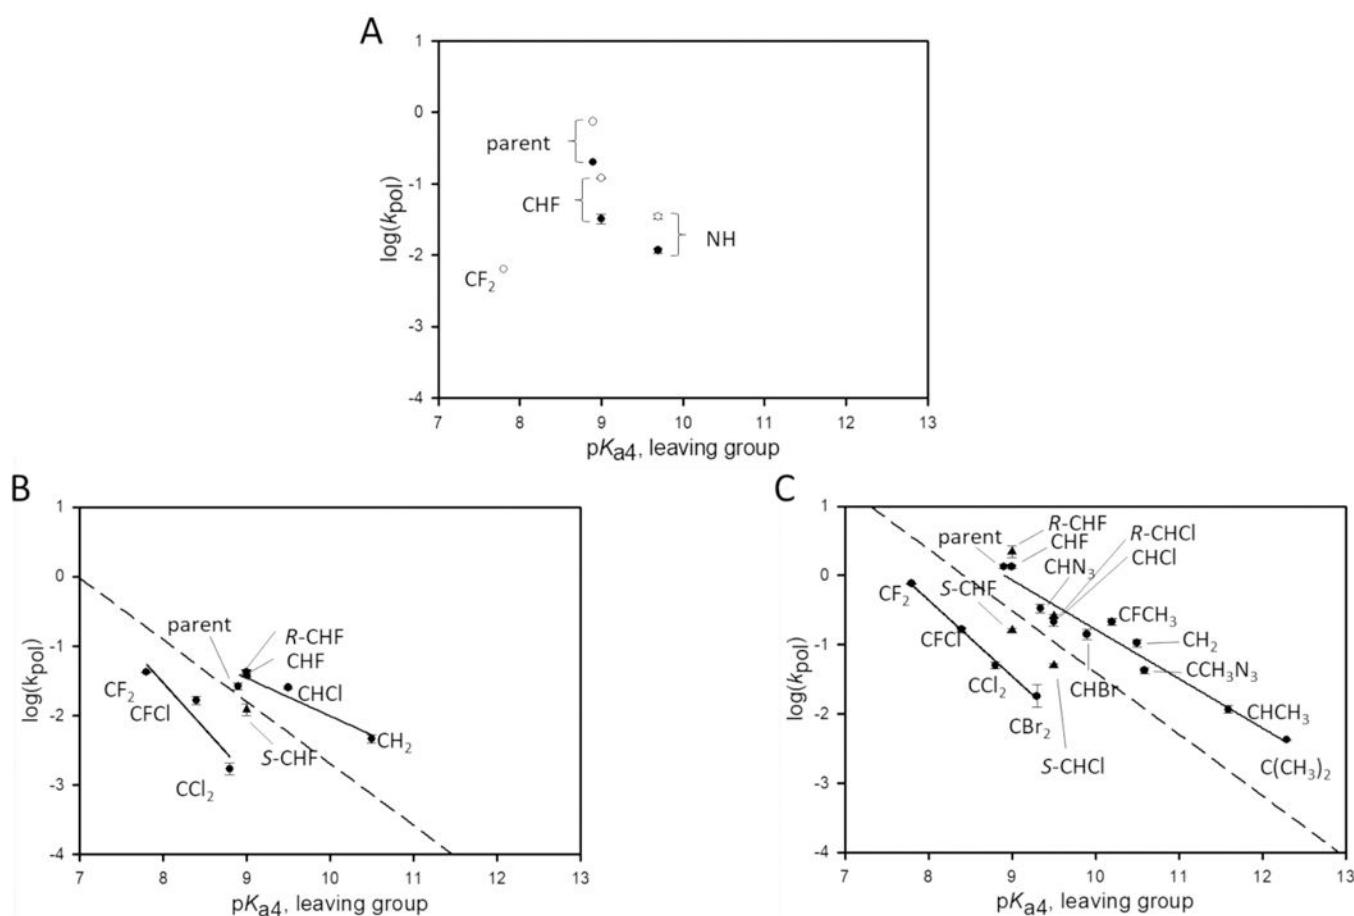 A
log(kpol)
1
0
-1
-2
-3
-4
parent
CHF
NH
CF2
7 8 9 10 11 12 13
pKa4, leaving group
B
log(kpol)
1
0
-1
-2
-3
-4
parent
R-CHF
CHF
CHCl
CF2
CFCl
S-CHF
CH2
CCl2
7 8 9 10 11 12 13
pKa4, leaving group
C
log(kpol)
1
0
-1
-2
-3
-4
parent
R-CHF
CHF
R-CHCl
CHCl
CHN3
S-CHF
CF2
CFCH3
CFCl
CH2
CCl2
CHBr
CCH3N3
CBr2
CHCH3
S-CHCl
C(CH3)2
7 8 9 10 11 12 13
pKa4, leaving group